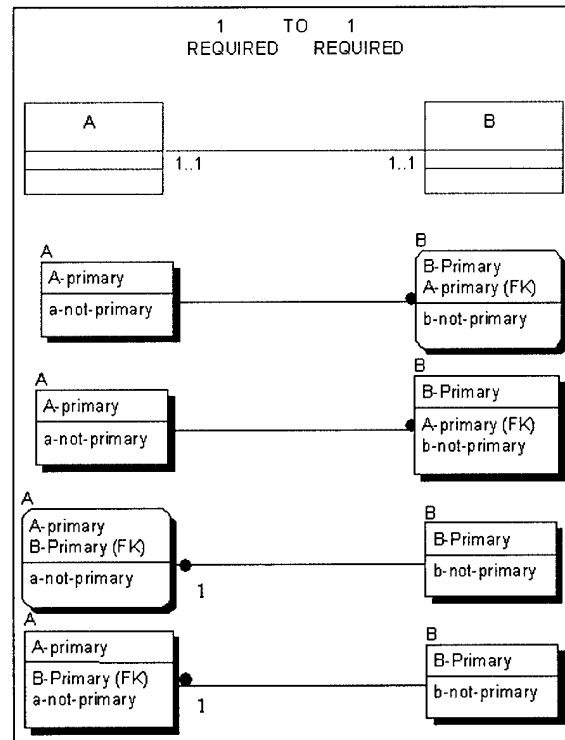 1 TO 1
REQUIRED REQUIRED
A
B
1..1
1..1
A
A-primary
a-not-primary
B
B-Primary
A-primary (FK)
b-not-primary
A
A-primary
a-not-primary
B
B-Primary
A-primary (FK)
b-not-primary
A
A-primary
B-Primary (FK)
a-not-primary
1
B
B-Primary
b-not-primary
A
A-primary
B-Primary (FK)
a-not-primary
1
B
B-Primary
b-not-primary